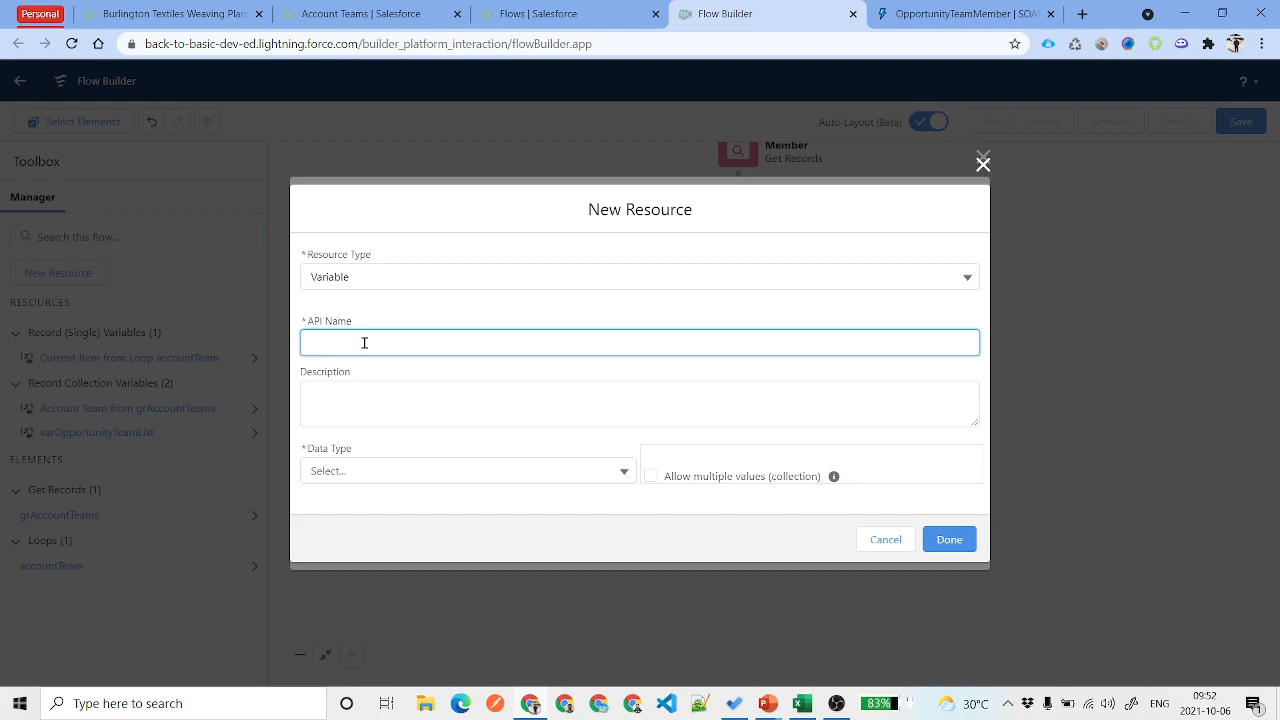 Personal
Burlington Textiles Weaving Plan
Account Teams | Salesforce
Flows | Salesforce
Flow Builder
OpportunityTeamMember | SOA
back-to-basic-dev-ed.lightning.force.com/builder_platform_interaction/flowBuilder.app
Flow Builder
?
Select Elements
Auto-Layout (Beta)
Run
Debug
Activate
Save As
Save
Toolbox
Manager
Search this flow...
New Resource
RESOURCES
Record (Single) Variables (1)
Current Item from Loop accountTeam
Record Collection Variables (2)
Account Team from grAccountTeams
varOpportunityTeamList
ELEMENTS
Get Records (1)
grAccountTeams
Loops (1)
accountTeam
Member
Get Records
New Resource
* Resource Type
Variable
* API Name
Description
* Data Type
Select...
Allow multiple values (collection)
Cancel
Done
Type here to search
83%
30°C
ENG
09:52
2021-10-06